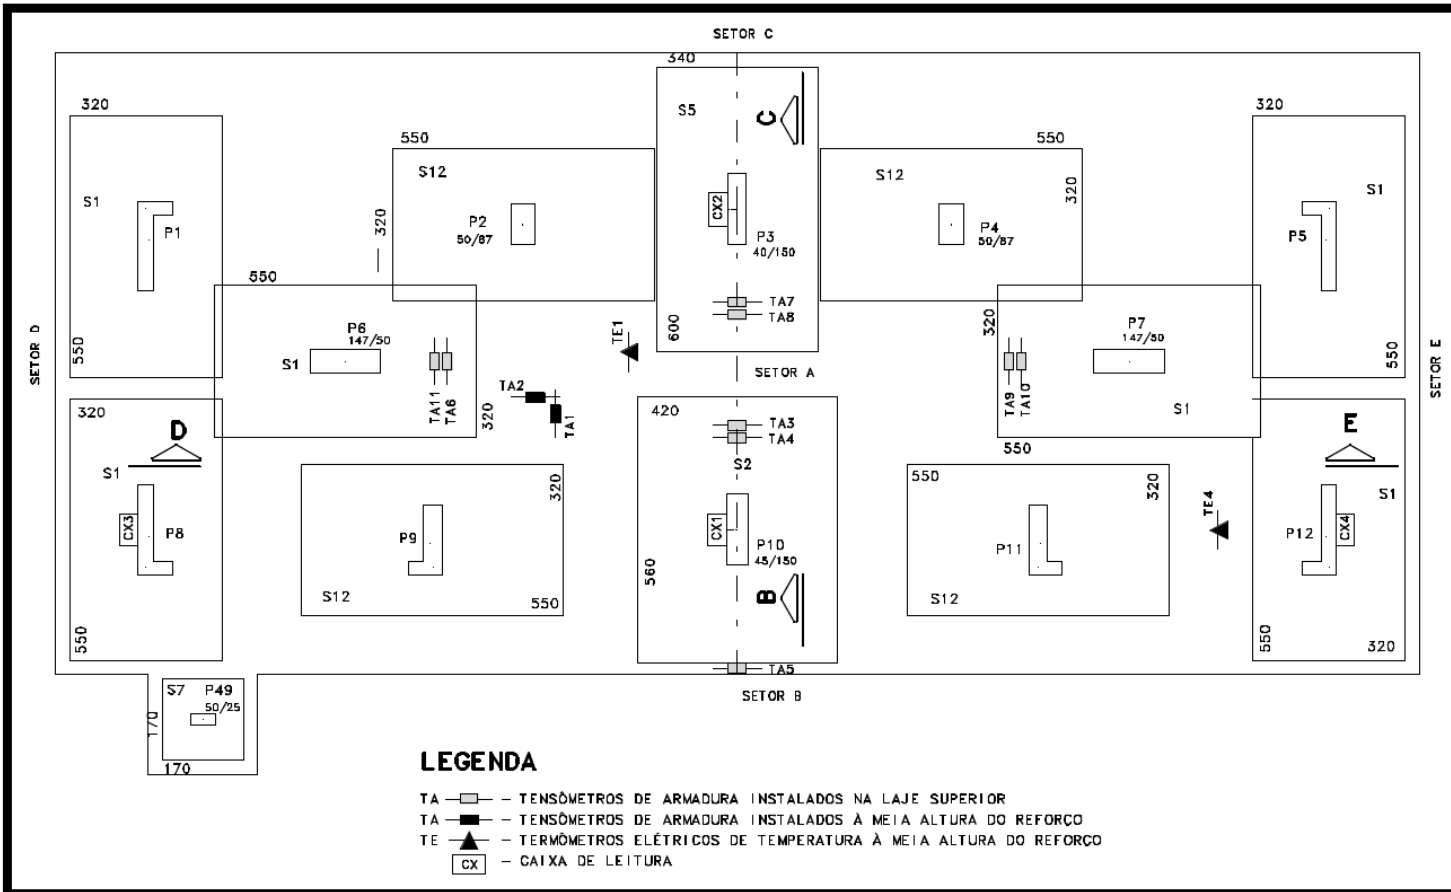 SETOR C
340
320
320
S5
C
550
550
S12
S12
S1
S1
320
CX2
320
P2
50/87
P4
50/87
P1
P3
40/150
P5
550
TA7
TA8
600
TE1
320
P6
147/50
P7
147/50
SETOR D
550
S1
SETOR A
550
SETOR E
TA2
TA11
TA6
320
TA1
TA9
TA10
S1
320
420
TA3
TA4
D
E
550
S1
S2
550
320
320
S1
TE4
CX3
P8
P9
CX1
P10
45/150
P11
P12
CX4
560
B
S12
550
S12
550
550
320
TA5
S7
P49
50/25
SETOR B
170
170
LEGENDA
TA - TENSÔMETROS DE ARMADURA INSTALADOS NA LAJE SUPERIOR
TA - TENSÔMETROS DE ARMADURA INSTALADOS À MEIA ALTURA DO REFORÇO
TE - TERMÔMETROS ELÉTRICOS DE TEMPERATURA À MEIA ALTURA DO REFORÇO
CX - CAIXA DE LEITURA